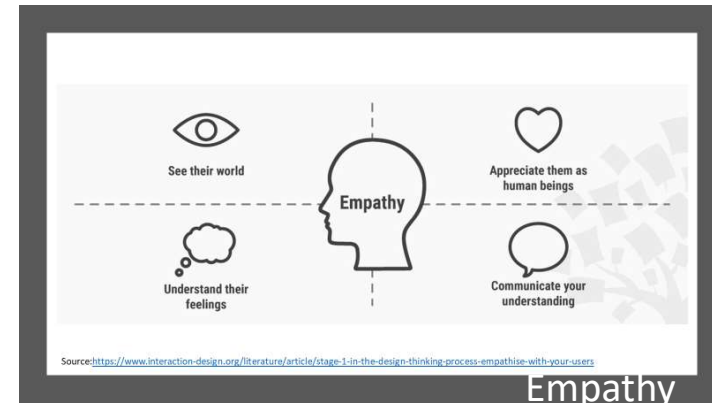 See their world
Appreciate them as
human beings
Empathy
Understand their
feelings
Communicate your
understanding
Source:https://www.interaction-design.org/literature/article/stage-1-in-the-design-thinking-process-empathise-with-your-users
Empathy